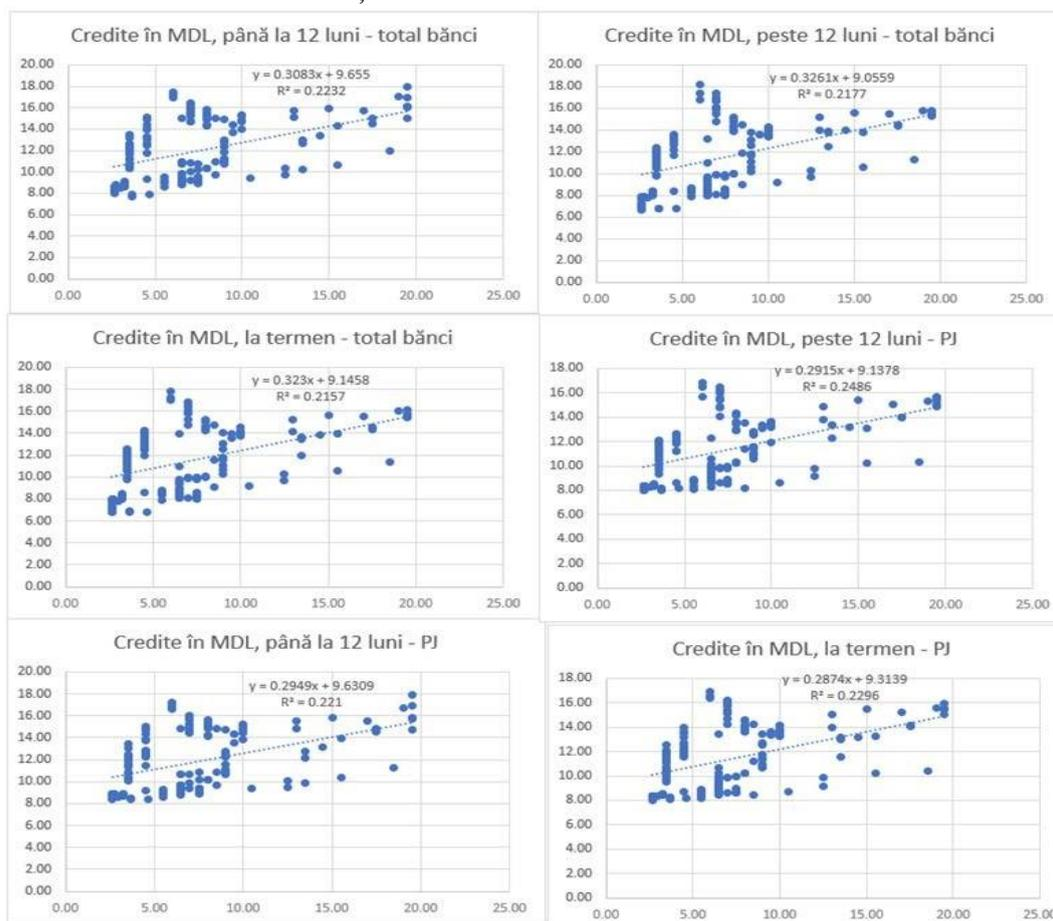 Credite în MDL, până la 12 luni - total bănci
y = 0.3083x + 9.655
R² = 0.2232
20.00
18.00
16.00
14.00
12.00
10.00
8.00
6.00
4.00
2.00
0.00
0.00 5.00 10.00 15.00 20.00 25.00
Credite în MDL, peste 12 luni - total bănci
y = 0.3261x + 9.0559
R² = 0.2177
20.00
18.00
16.00
14.00
12.00
10.00
8.00
6.00
4.00
2.00
0.00
0.00 5.00 10.00 15.00 20.00 25.00
Credite în MDL, la termen - total bănci
y = 0.323x + 9.1458
R² = 0.2157
20.00
18.00
16.00
14.00
12.00
10.00
8.00
6.00
4.00
2.00
0.00
0.00 5.00 10.00 15.00 20.00 25.00
Credite în MDL, peste 12 luni - PJ
y = 0.2915x + 9.1378
R² = 0.2486
18.00
16.00
14.00
12.00
10.00
8.00
6.00
4.00
2.00
0.00
0.00 5.00 10.00 15.00 20.00 25.00
Credite în MDL, până la 12 luni - PJ
y = 0.2949x + 9.6309
R² = 0.221
20.00
18.00
16.00
14.00
12.00
10.00
8.00
6.00
4.00
2.00
0.00
0.00 5.00 10.00 15.00 20.00 25.00
Credite în MDL, la termen - PJ
y = 0.2874x + 9.3139
R² = 0.2296
18.00
16.00
14.00
12.00
10.00
8.00
6.00
4.00
2.00
0.00
0.00 5.00 10.00 15.00 20.00 25.00